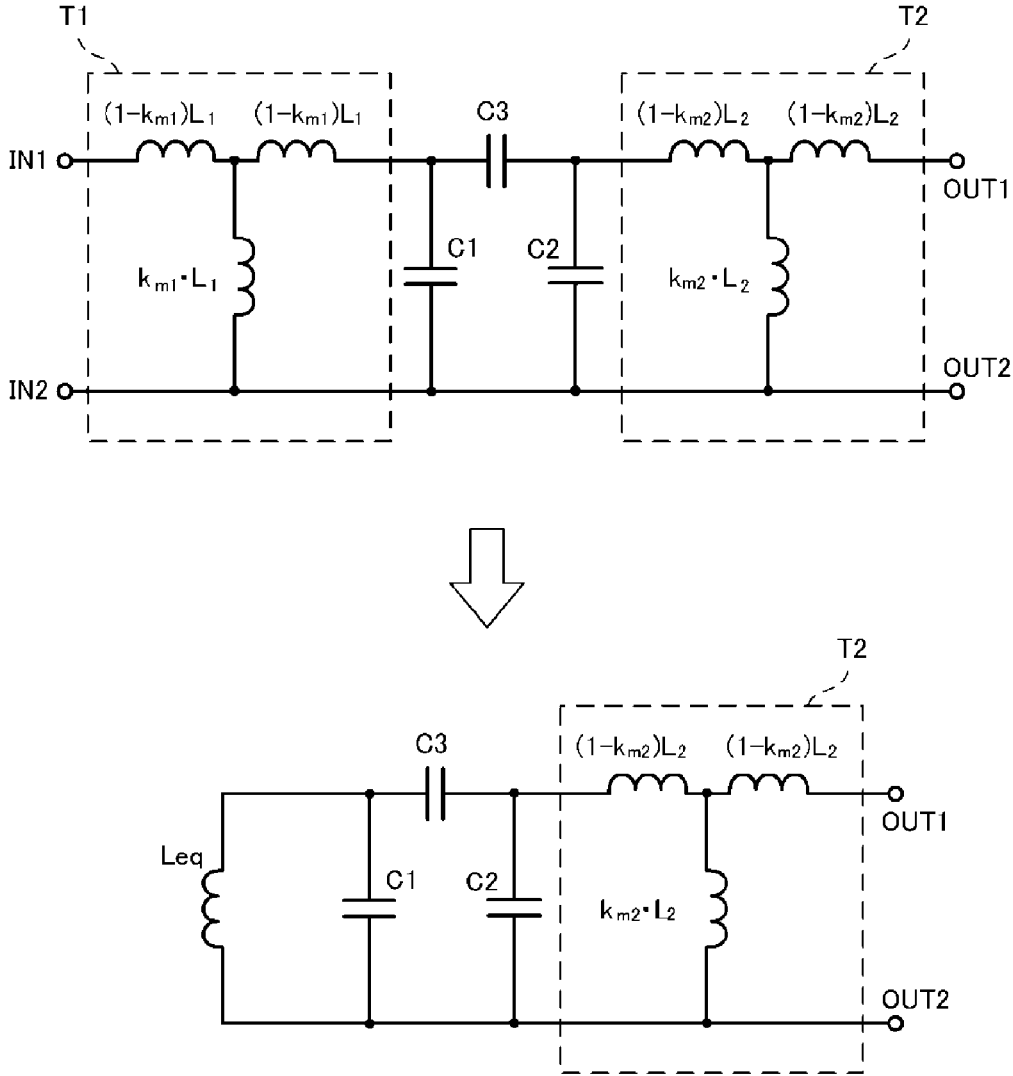 T1 T2
(1-km1)L1 (1-km1)L1 C3 (1-km2)L2 (1-km2)L2
IN1 OUT1
C1 C2
km1・L1 km2・L2
IN2 OUT2
T2
C3 (1-km2)L2 (1-km2)L2
OUT1
Leq C1 C2
km2・L2
OUT2